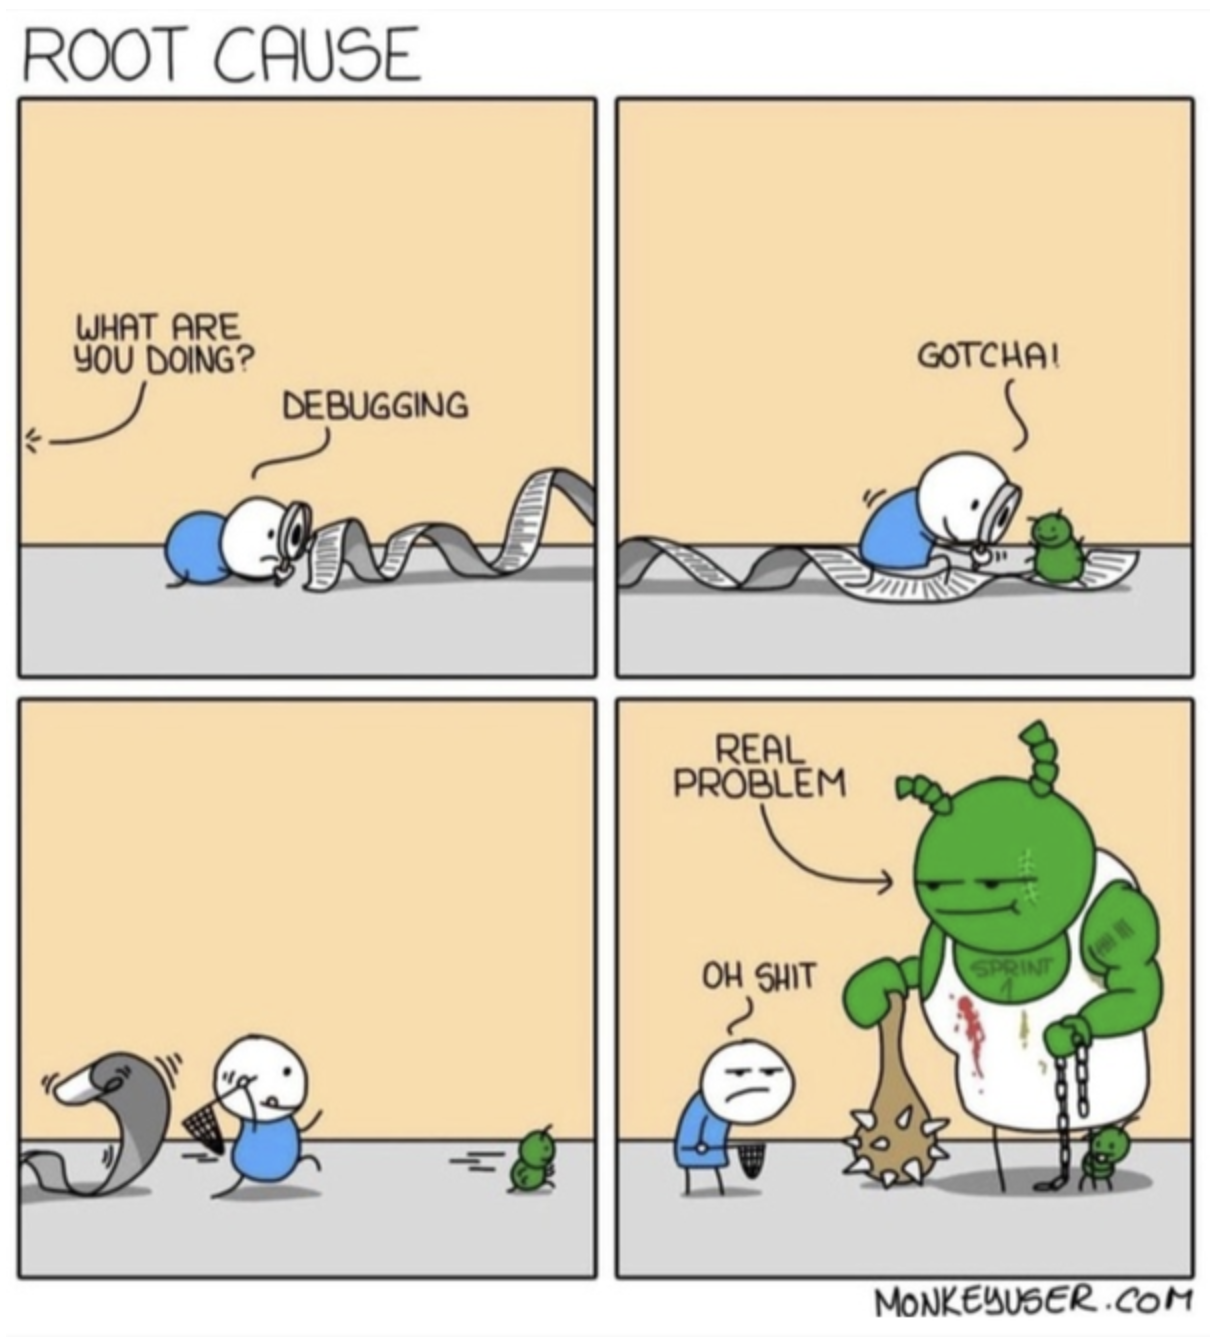 ROOT CAUSE
WHAT ARE
YOU DOING?
DEBUGGING
GOTCHA!
REAL
PROBLEM
OH SHIT
SPRINT
1
MONKEYUSER.COM